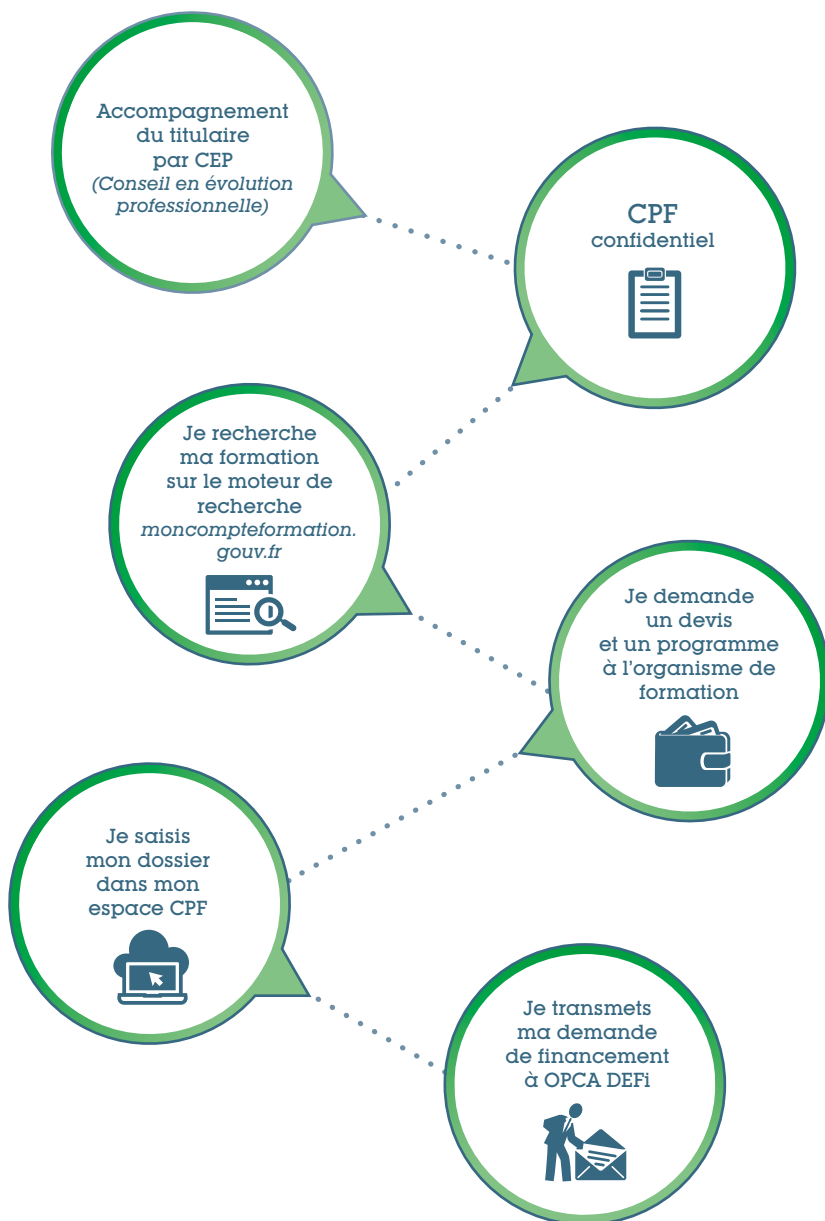 Accompagnement
du titulaire
par CEP
(Conseil en évolution
professionnelle)
CPF
confidentiel
Je recherche
ma formation
sur le moteur de
recherche
moncompteformation.
gouv.fr
Je demande
un devis
et un programme
à l'organisme de
formation
Je saisis
mon dossier
dans mon
espace CPF
Je transmets
ma demande
de financement
à OPCA DEFi